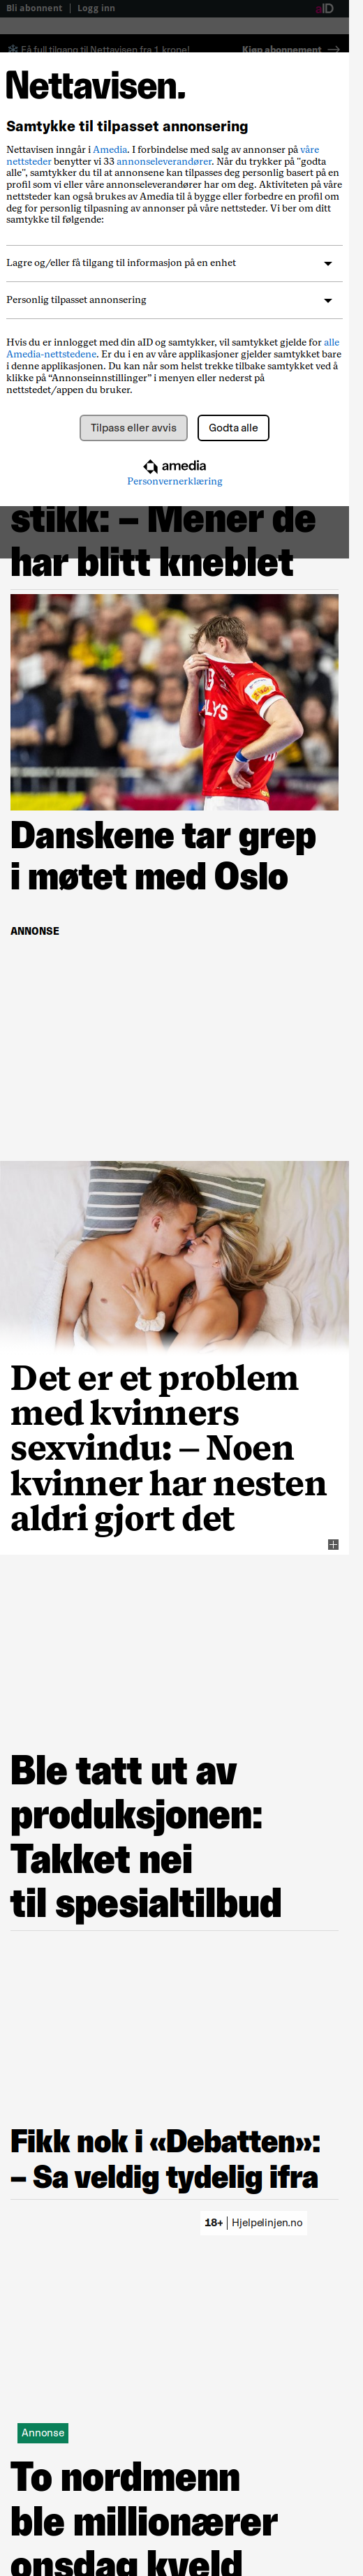 Bli abonnent | Logg inn
aID
Få full tilgang til Nettavisen fra 1 krone! Kjøp abonnement
Nettavisen.
Samtykke til tilpasset annonsering
Nettavisen inngår i Amedia. I forbindelse med salg av annonser på våre
nettsteder benytter vi 33 annonseleverandører. Når du trykker på "godta
alle", samtykker du til at annonsene kan tilpasses deg personlig basert på en
profil som vi eller våre annonseleverandører har om deg. Aktiviteten på våre
nettsteder kan også brukes av Amedia til å bygge eller forbedre en profil om
deg for personlig tilpasning av annonser på våre nettsteder. Vi ber om ditt
samtykke til følgende:
Lagre og/eller få tilgang til informasjon på en enhet
Personlig tilpasset annonsering
Hvis du er innlogget med din aID og samtykker, vil samtykket gjelde for alle
Amedia-nettstedene. Er du i en av våre applikasjoner gjelder samtykket bare
i denne applikasjonen. Du kan når som helst trekke tilbake samtykket ved å
klikke på “Annonseinnstillinger” i menyen eller nederst på
nettstedet/appen du bruker.
Tilpass eller avvis
Godta alle
amedia
Personvernerklæring
stikk: – Mener de
har blitt kneblet
Danskene tar grep
i møtet med Oslo
ANNONSE
Det er et problem
med kvinners
sexvindu: – Noen
kvinner har nesten
aldri gjort det
Ble tatt ut av
produksjonen:
Takket nei
til spesialtilbud
Fikk nok i «Debatten»:
– Sa veldig tydelig ifra
18+ | Hjelpelinjen.no
Annonse
To nordmenn
ble millionærer
onsdag kveld